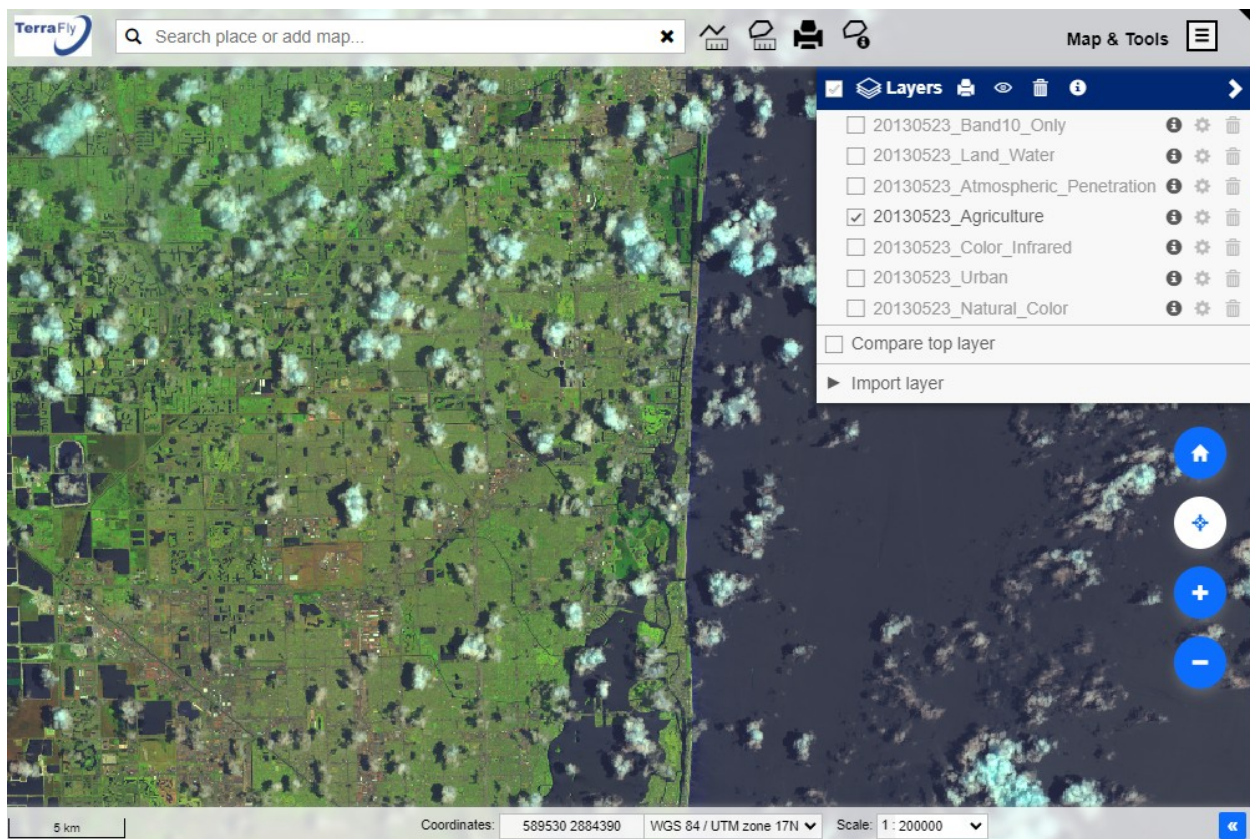 TerraFly
Search place or add map...
Map & Tools
Layers
20130523_Band10_Only
20130523_Land_Water
20130523_Atmospheric_Penetration
20130523_Agriculture
20130523_Color_Infrared
20130523_Urban
20130523_Natural_Color
Compare top layer
Import layer
5 km
Coordinates: 589530 2884390 WGS 84 / UTM zone 17N Scale: 1 : 200000